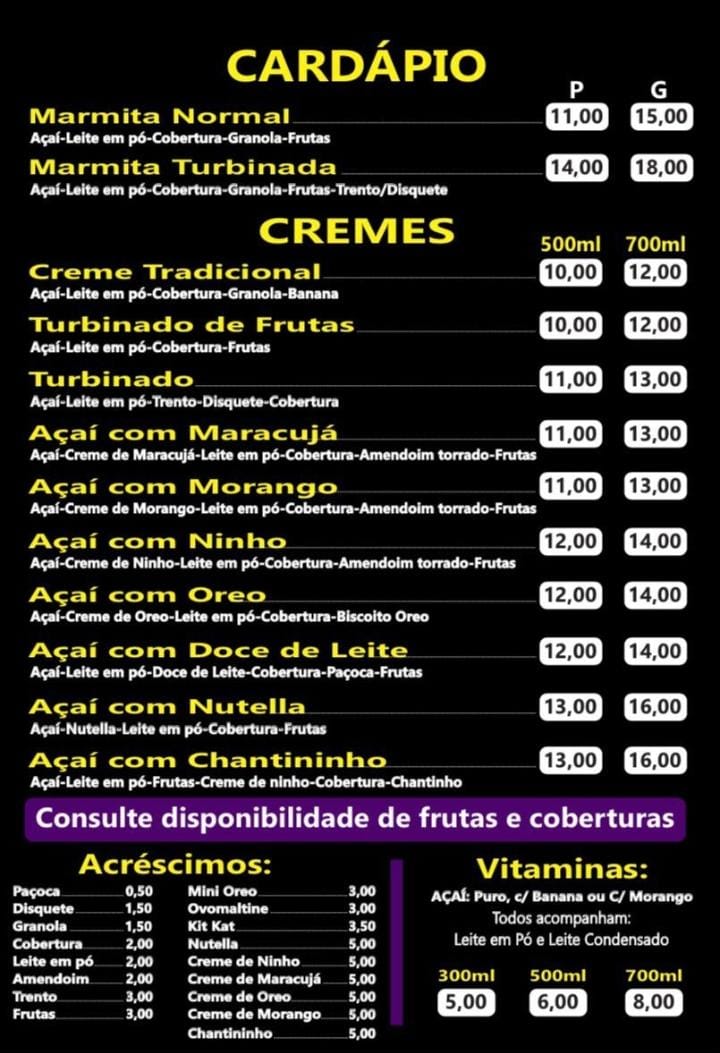 CARDÁPIO
P G
Marmita Normal 11,00 15,00
Açaí-Leite em pó-Cobertura-Granola-Frutas
Marmita Turbinada 14,00 18,00
Açaí-Leite em pó-Cobertura-Granola-Frutas-Trento/Disquete
CREMES
500ml 700ml
Creme Tradicional 10,00 12,00
Açaí-Leite em pó-Cobertura-Granola-Banana
Turbinado de Frutas 10,00 12,00
Açaí-Leite em pó-Cobertura-Frutas
Turbinado 11,00 13,00
Açaí-Leite em pó-Trento-Disquete-Cobertura
Açaí com Maracujá 11,00 13,00
Açaí-Creme de Maracujá-Leite em pó-Cobertura-Amendoim torrado-Frutas
Açaí com Morango 11,00 13,00
Açaí-Creme de Morango-Leite em pó-Cobertura-Amendoim torrado-Frutas
Açaí com Ninho 12,00 14,00
Açaí-Creme de Ninho-Leite em pó-Cobertura-Amendoim torrado-Frutas
Açaí com Oreo 12,00 14,00
Açaí-Creme de Oreo-Leite em pó-Cobertura-Biscoito Oreo
Açaí com Doce de Leite 12,00 14,00
Açaí-Leite em pó-Doce de Leite-Cobertura-Paçoca-Frutas
Açaí com Nutella 13,00 16,00
Açaí-Nutella-Leite em pó-Cobertura-Frutas
Açaí com Chantininho 13,00 16,00
Açaí-Leite em pó-Frutas-Creme de ninho-Cobertura-Chantinho
Consulte disponibilidade de frutas e coberturas
Acréscimos:
Paçoca 0,50
Disquete 1,50
Granola 1,50
Cobertura 2,00
Leite em pó 2,00
Amendoim 2,00
Trento 3,00
Frutas 3,00
Mini Oreo 3,00
Ovomaltine 3,00
Kit Kat 3,50
Nutella 5,00
Creme de Ninho 5,00
Creme de Maracujá 5,00
Creme de Oreo 5,00
Creme de Morango 5,00
Chantininho 5,00
Vitaminas:
AÇAÍ: Puro, c/ Banana ou C/ Morango
Todos acompanham:
Leite em Pó e Leite Condensado
300ml 500ml 700ml
5,00 6,00 8,00